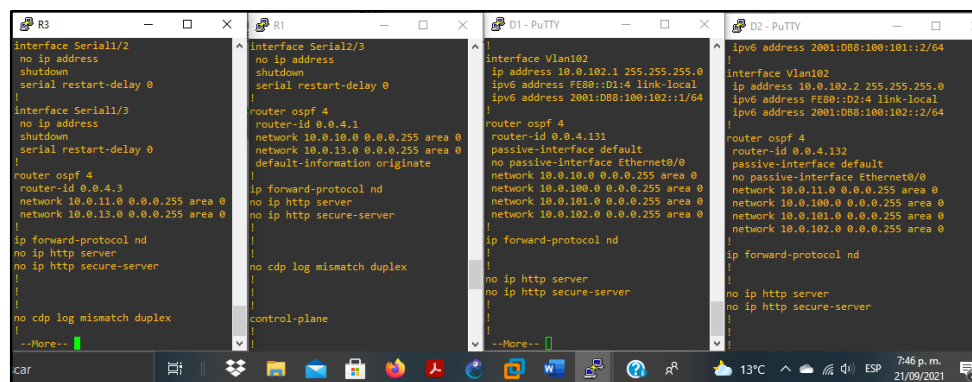 R3
interface Serial1/2
no ip address
shutdown
serial restart-delay 0
!
interface Serial1/3
no ip address
shutdown
serial restart-delay 0
!
router ospf 4
router-id 0.0.4.3
network 10.0.11.0 0.0.0.255 area 0
network 10.0.13.0 0.0.0.255 area 0
!
ip forward-protocol nd
no ip http server
no ip http secure-server
!
!
!
no cdp log mismatch duplex
!
--More--
R1
interface Serial2/3
no ip address
shutdown
serial restart-delay 0
!
router ospf 4
router-id 0.0.4.1
network 10.0.10.0 0.0.0.255 area 0
network 10.0.13.0 0.0.0.255 area 0
default-information originate
!
ip forward-protocol nd
no ip http server
no ip http secure-server
!
!
!
no cdp log mismatch duplex
!
!
!
control-plane
!
!
D1 - PuTTY
!
interface Vlan102
ip address 10.0.102.1 255.255.255.0
ipv6 address FE80::D1:4 link-local
ipv6 address 2001:DB8:100:102::1/64
!
router ospf 4
router-id 0.0.4.131
passive-interface default
no passive-interface Ethernet0/0
network 10.0.10.0 0.0.0.255 area 0
network 10.0.100.0 0.0.0.255 area 0
network 10.0.101.0 0.0.0.255 area 0
network 10.0.102.0 0.0.0.255 area 0
!
ip forward-protocol nd
!
!
no ip http server
no ip http secure-server
!
!
!
--More--
D2 - PuTTY
ipv6 address 2001:DB8:100:101::2/64
!
interface Vlan102
ip address 10.0.102.2 255.255.255.0
ipv6 address FE80::D2:4 link-local
ipv6 address 2001:DB8:100:102::2/64
!
router ospf 4
router-id 0.0.4.132
passive-interface default
no passive-interface Ethernet0/0
network 10.0.11.0 0.0.0.255 area 0
network 10.0.100.0 0.0.0.255 area 0
network 10.0.101.0 0.0.0.255 area 0
network 10.0.102.0 0.0.0.255 area 0
!
ip forward-protocol nd
!
!
no ip http server
no ip http secure-server
!
!
!
car
13°C
ESP
7:46 p. m.
21/09/2021